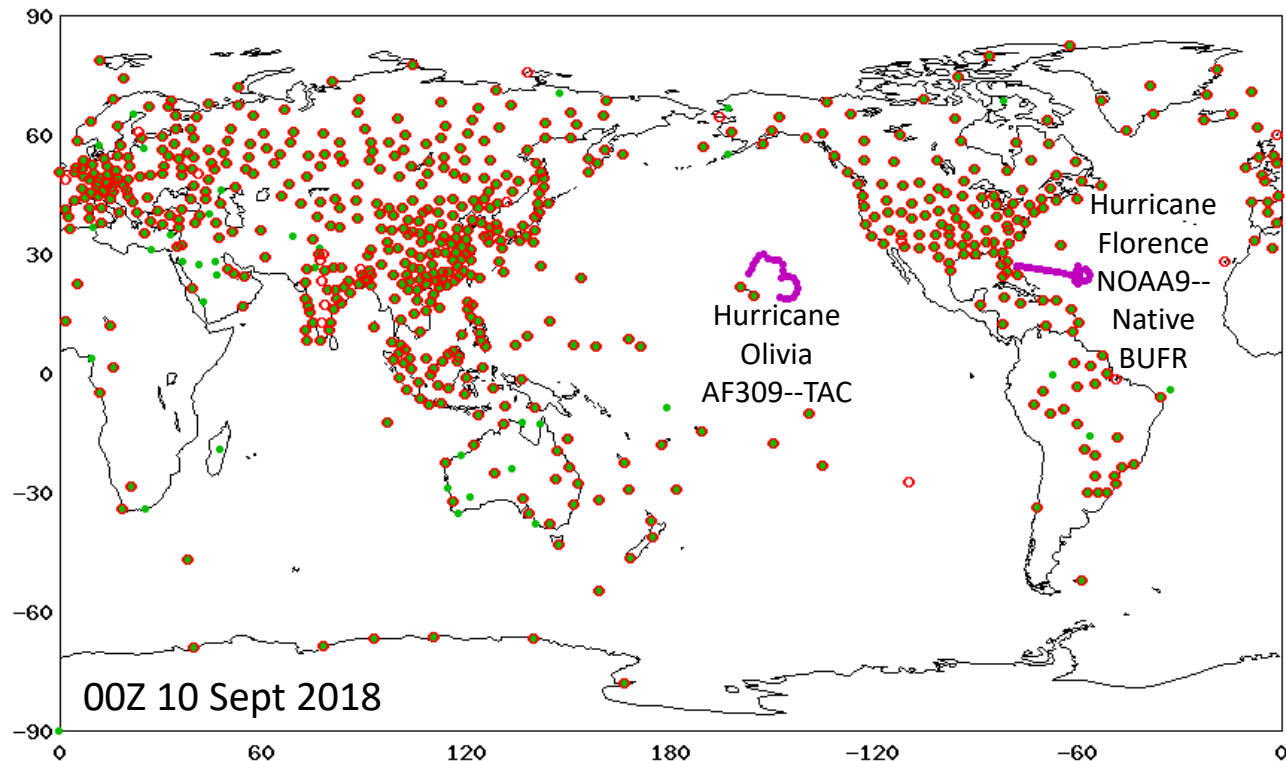 90
60
30
0
−30
−60
−90
Hurricane
Florence
NOAA9--
Native
BUFR
Hurricane
Olivia
AF309--TAC
00Z 10 Sept 2018
0 60 120 180 −120 −60 0